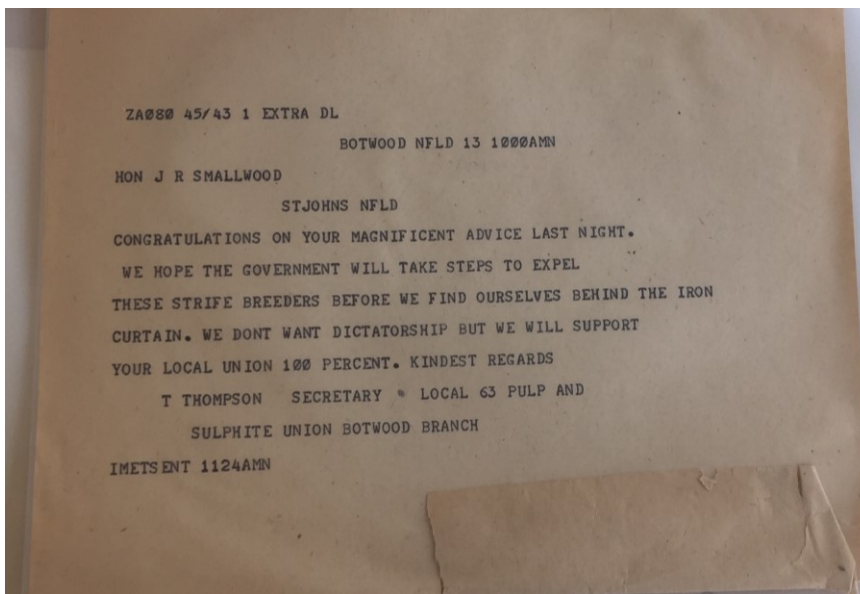 ZA080 45/43 1 EXTRA DL
BOTWOOD NFLD 13 1000AMN
HON J R SMALLWOOD
STJOHNS NFLD
CONGRATULATIONS ON YOUR MAGNIFICENT ADVICE LAST NIGHT.
WE HOPE THE GOVERNMENT WILL TAKE STEPS TO EXPEL
THESE STRIFE BREEDERS BEFORE WE FIND OURSELVES BEHIND THE IRON
CURTAIN. WE DONT WANT DICTATORSHIP BUT WE WILL SUPPORT
YOUR LOCAL UNION 100 PERCENT. KINDEST REGARDS
T THOMPSON SECRETARY " LOCAL 63 PULP AND
SULPHITE UNION BOTWOOD BRANCH
IMETSENT 1124AMN